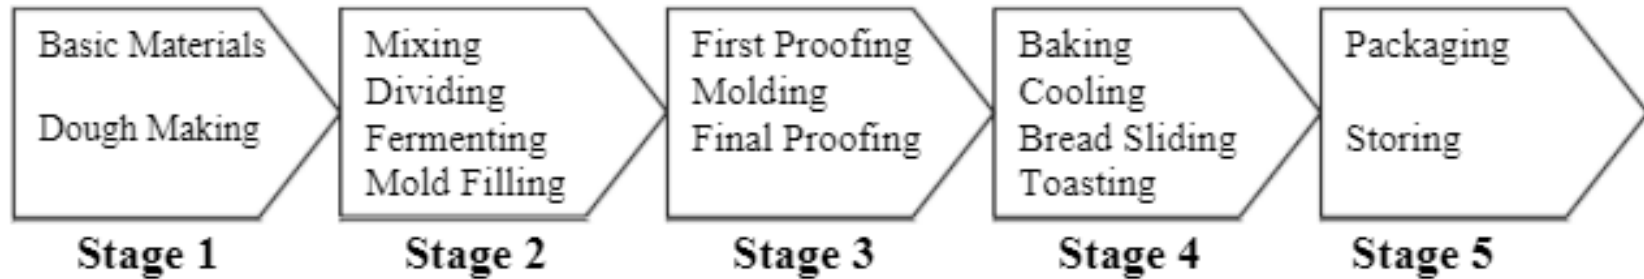 Basic Materials
Dough Making
Stage 1
Mixing
Dividing
Fermenting
Mold Filling
Stage 2
First Proofing
Molding
Final Proofing
Stage 3
Baking
Cooling
Bread Sliding
Toasting
Stage 4
Packaging
Storing
Stage 5